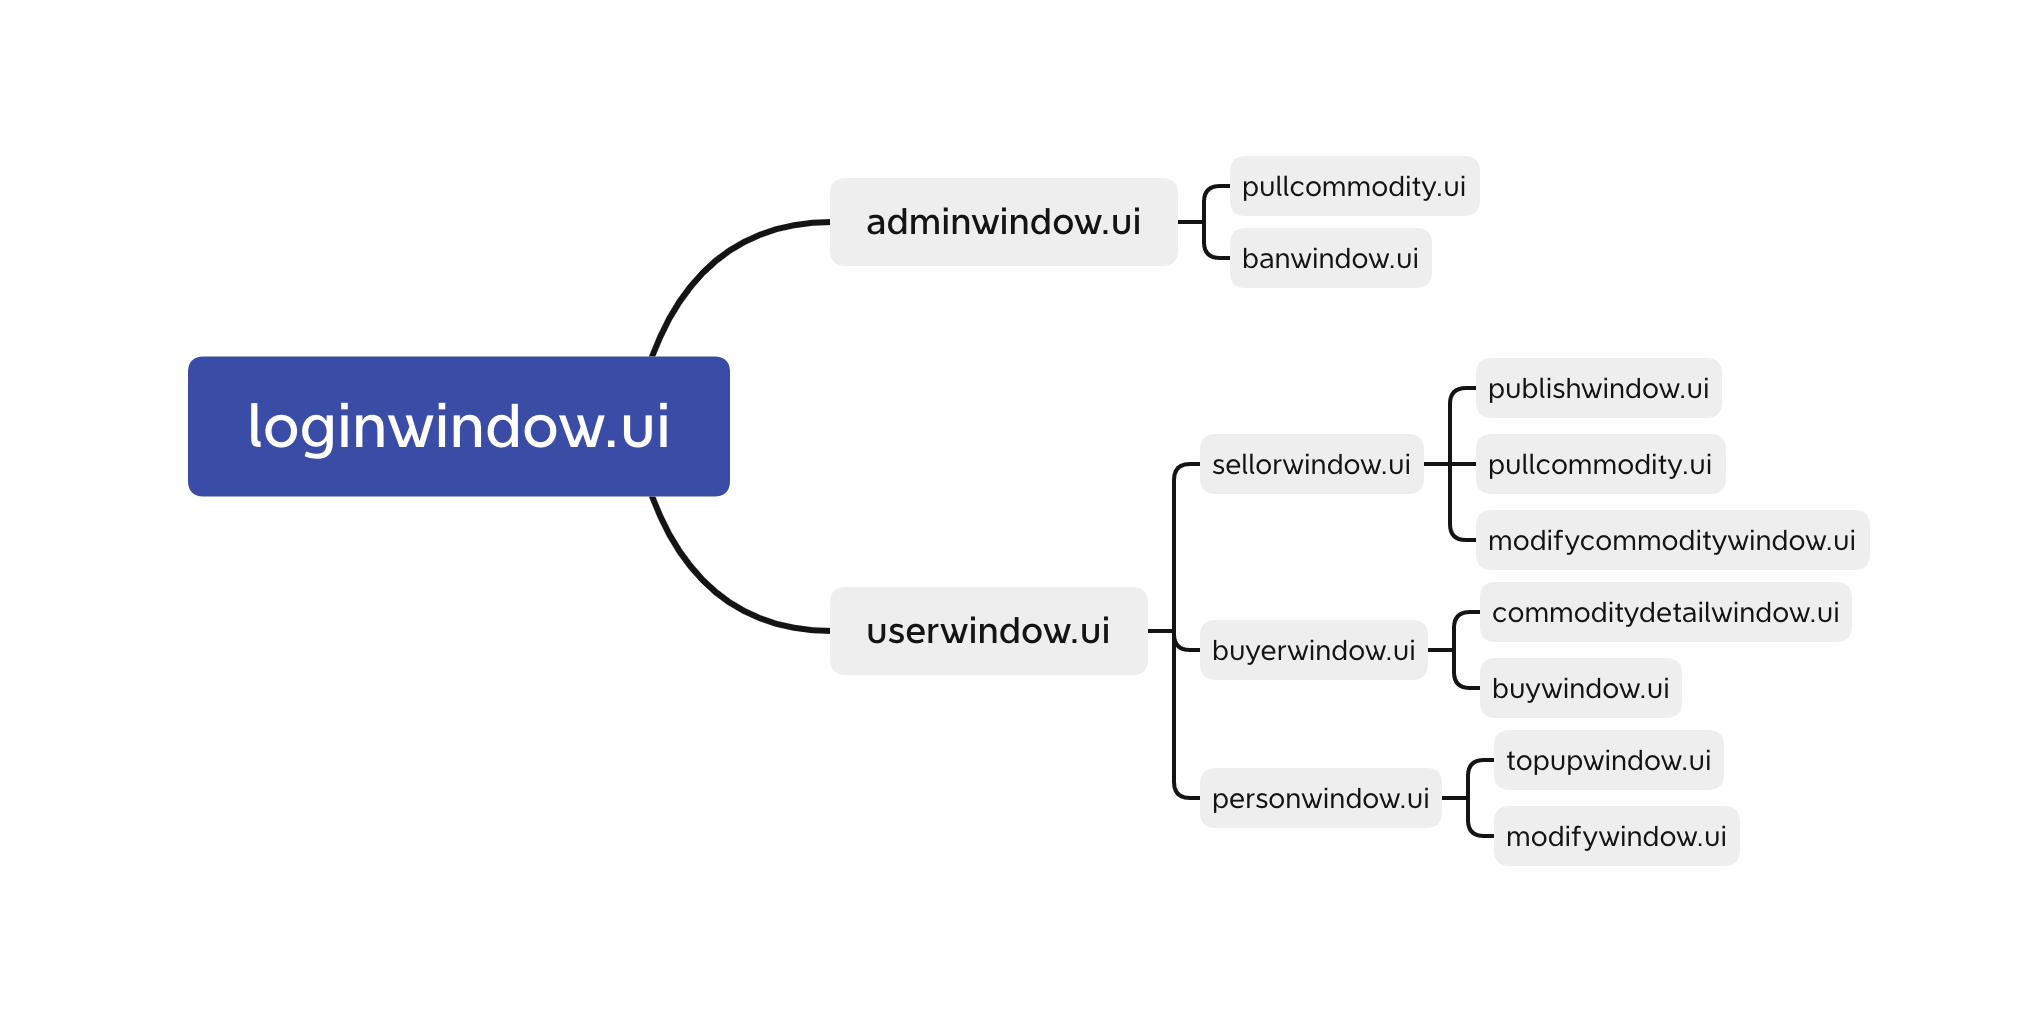 loginwindow.ui
adminwindow.ui
pullcommodity.ui
banwindow.ui
userwindow.ui
sellorwindow.ui
publishwindow.ui
pullcommodity.ui
modifycommoditywindow.ui
buyerwindow.ui
commoditydetailwindow.ui
buywindow.ui
personwindow.ui
topupwindow.ui
modifywindow.ui